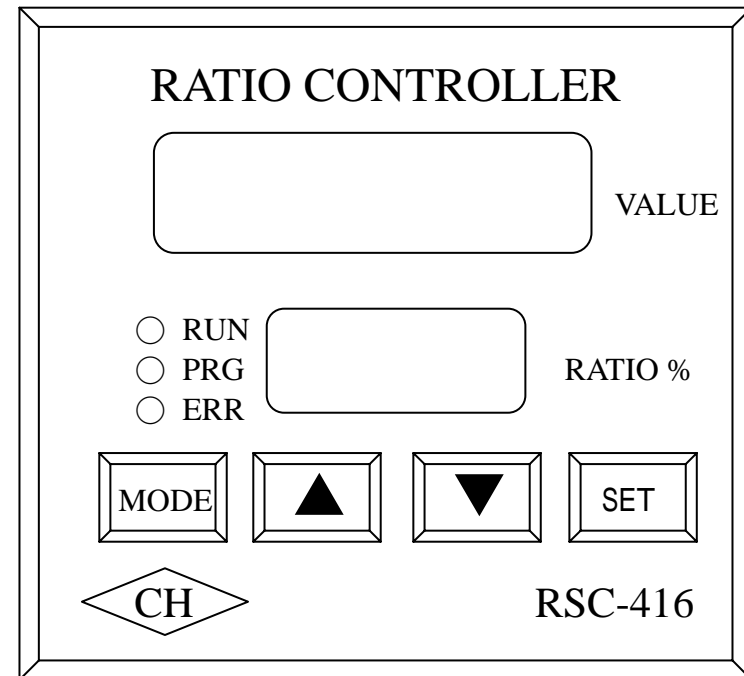 RATIO CONTROLLER
VALUE
RUN
PRG
RATIO %
ERR
MODE ▲ ▼ SET
CH RSC-416